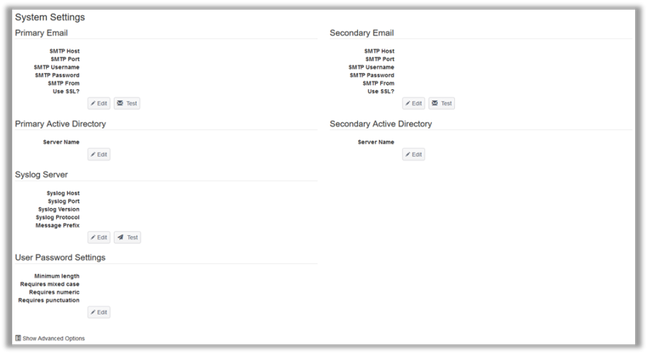 System Settings
Primary Email
SMTP Host
SMTP Port
SMTP Username
SMTP Password
SMTP From
Use SSL?
Edit Test
Secondary Email
SMTP Host
SMTP Port
SMTP Username
SMTP Password
SMTP From
Use SSL?
Edit Test
Primary Active Directory
Server Name
Edit
Secondary Active Directory
Server Name
Edit
Syslog Server
Syslog Host
Syslog Port
Syslog Version
Syslog Protocol
Message Prefix
Edit Test
User Password Settings
Minimum length
Requires mixed case
Requires numeric
Requires punctuation
Edit
Show Advanced Options